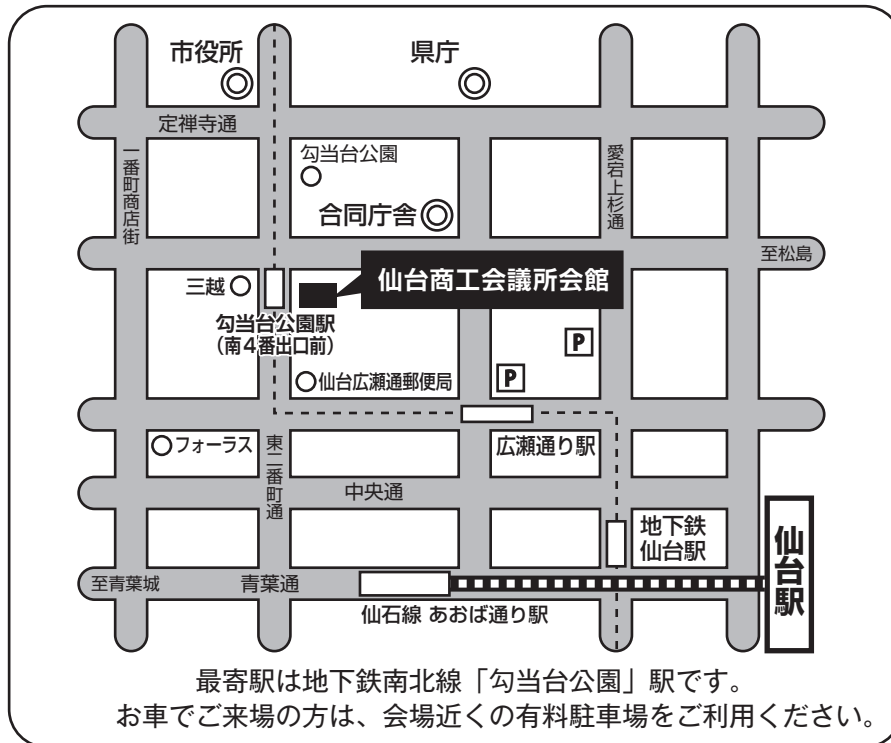 市役所
県庁
定禅寺通
勾当台公園
合同庁舎
一番町商店街
愛宕上杉通
至松島
仙台商工会議所会館
三越
勾当台公園駅
(南4番出口前)
P
P
仙台広瀬通郵便局
フォーラス
東二番町通
広瀬通り駅
中央通
地下鉄
仙台駅
仙台駅
至青葉城
青葉通
仙石線 あおば通り駅
最寄駅は地下鉄南北線「勾当台公園」駅です。
お車でご来場の方は、会場近くの有料駐車場をご利用ください。